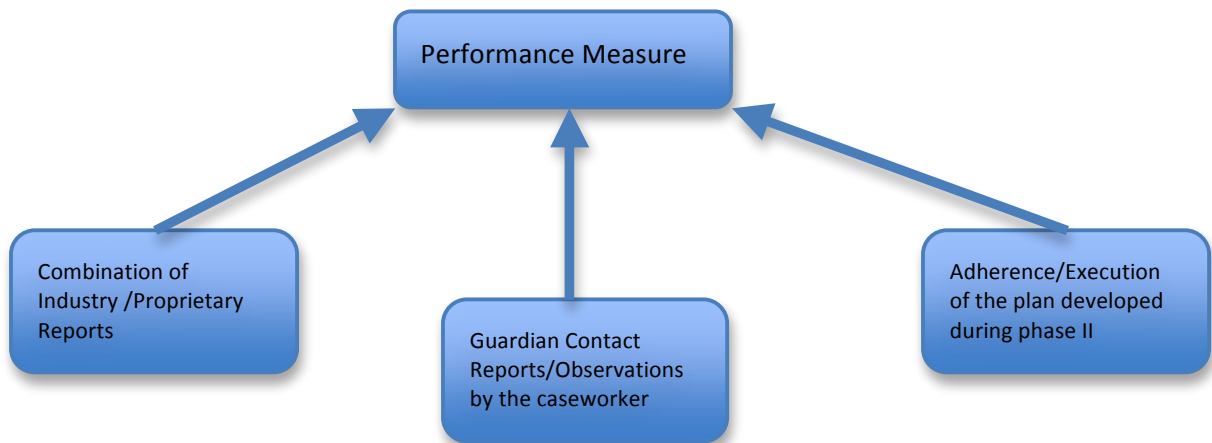 Performance Measure
Combination of
Industry /Proprietary
Reports
Guardian Contact
Reports/Observations
by the caseworker
Adherence/Execution
of the plan developed
during phase II